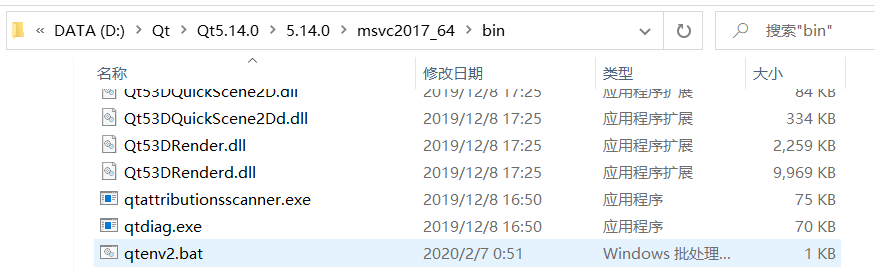 « DATA (D:) › Qt › Qt5.14.0 › 5.14.0 › msvc2017_64 › bin 搜索"bin"
名称 修改日期 类型 大小
Qt53DQuickScene2D.dll 2019/12/8 17:25 应用程序扩展 84 KB
Qt53DQuickScene2Dd.dll 2019/12/8 17:25 应用程序扩展 334 KB
Qt53DRender.dll 2019/12/8 17:25 应用程序扩展 2,259 KB
Qt53DRenderd.dll 2019/12/8 17:25 应用程序扩展 9,969 KB
qtattributionsscanner.exe 2019/12/8 16:50 应用程序 75 KB
qtdiag.exe 2019/12/8 16:50 应用程序 70 KB
qtenv2.bat 2020/2/7 0:51 Windows 批处理... 1 KB